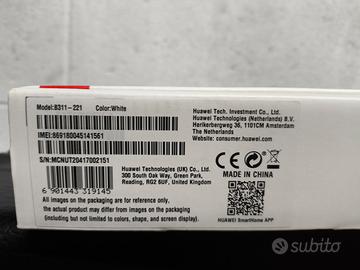 Model:B311-221 Color:White
IMEI:869180045141561
S/N:MCNUT20417002151
6 901443 319145
All images on the packaging are for reference only,
the actual product may differ from images on the packaging
(including but not limited to colors, shape, and screen display).
Huawei Tech. Investment Co., Ltd.
Huawei Technologies (Netherlands) B.V.
Herikerbergweg 36, 1101CM Amsterdam
The Netherlands
Website: consumer.huawei.com
Huawei Technologies (UK) Co., Ltd.
300 South Oak Way, Green Park,
Reading, RG2 6UF, United Kingdom
MADE IN CHINA
HUAWEI SmartHome APP
subito